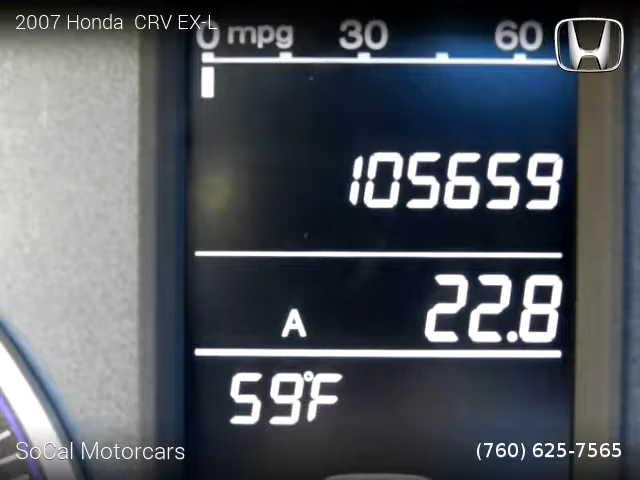 2007 Honda CRV EX-L
0 mpg 30 60
105659
A 22.8
59°F
SoCal Motorcars (760) 625-7565